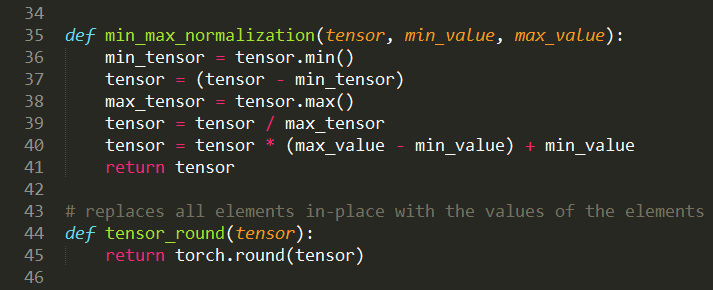 34
35 def min_max_normalization(tensor, min_value, max_value):
36     min_tensor = tensor.min()
37     tensor = (tensor - min_tensor)
38     max_tensor = tensor.max()
39     tensor = tensor / max_tensor
40     tensor = tensor * (max_value - min_value) + min_value
41     return tensor
42
43 # replaces all elements in-place with the values of the elements
44 def tensor_round(tensor):
45     return torch.round(tensor)
46